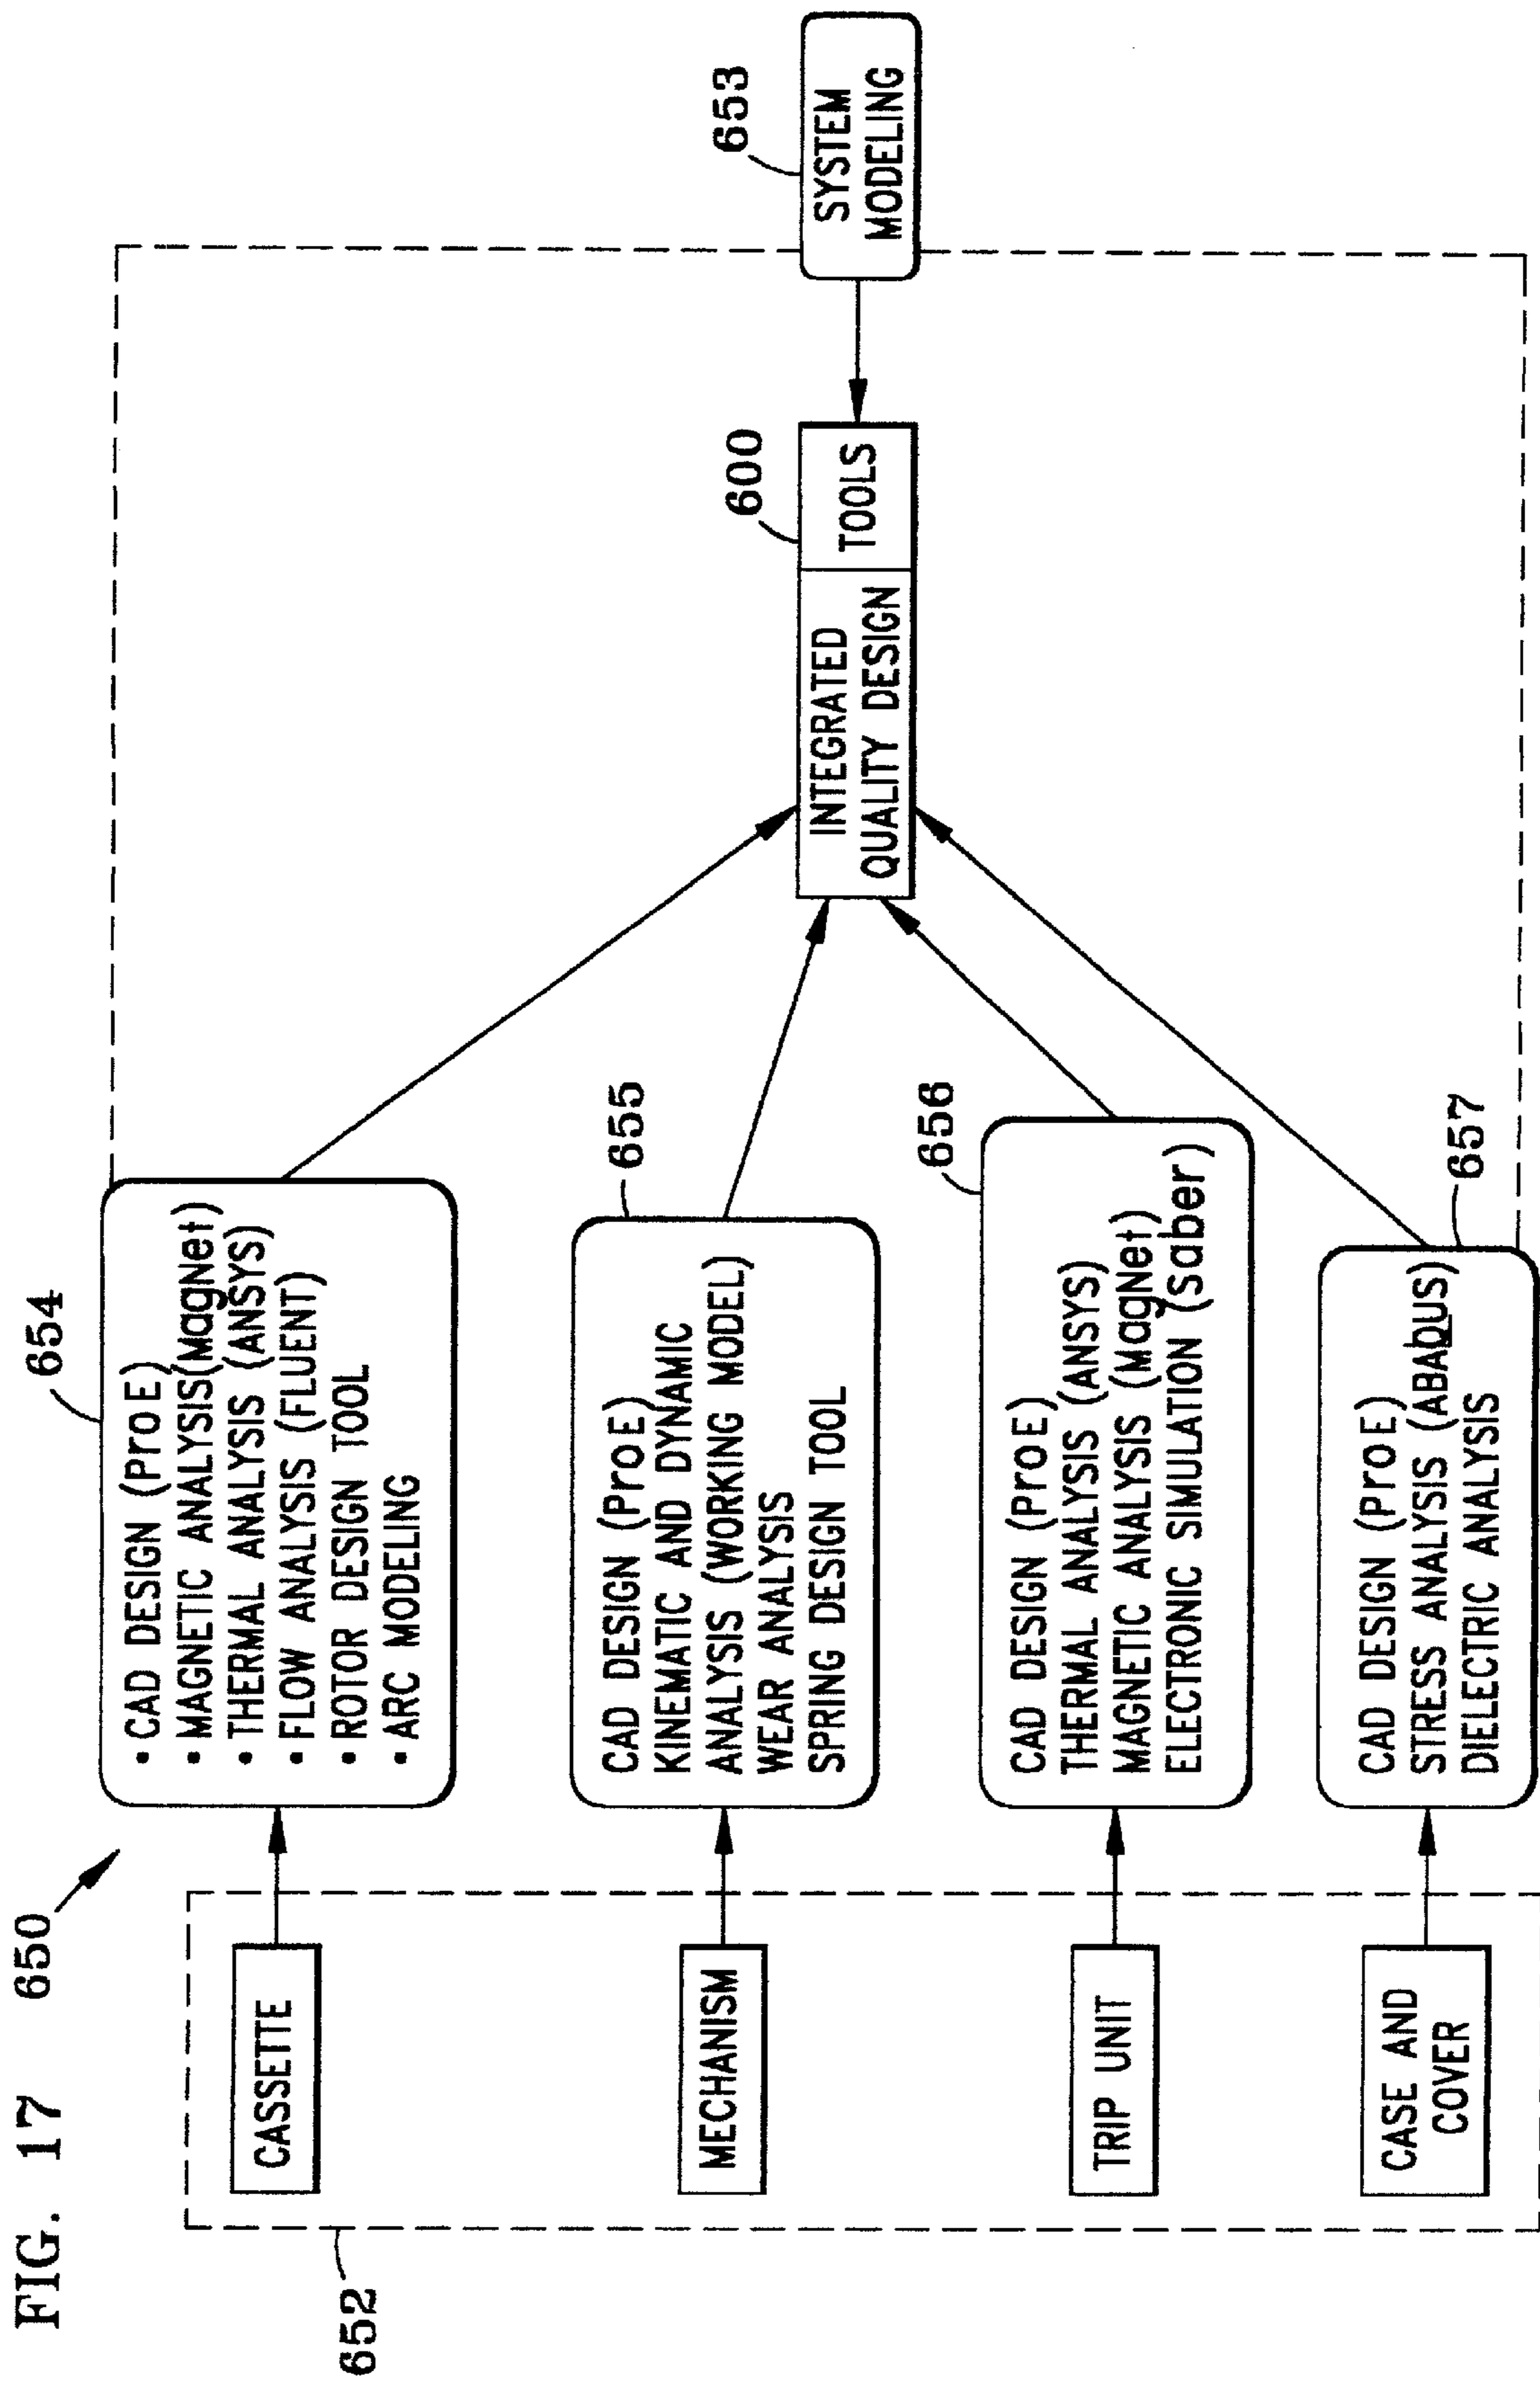 FIG. 17
650
652
CASSETTE
MECHANISM
TRIP UNIT
CASE AND
COVER
654
• CAD DESIGN (ProE)
• MAGNETIC ANALYSIS(MagNet)
• THERMAL ANALYSIS (ANSYS)
• FLOW ANALYSIS (FLUENT)
• ROTOR DESIGN TOOL
• ARC MODELING
655
CAD DESIGN (ProE)
KINEMATIC AND DYNAMIC
ANALYSIS (WORKING MODEL)
WEAR ANALYSIS
SPRING DESIGN TOOL
656
CAD DESIGN (ProE)
THERMAL ANALYSIS (ANSYS)
MAGNETIC ANALYSIS (MagNet)
ELECTRONIC SIMULATION (Saber)
657
CAD DESIGN (ProE)
STRESS ANALYSIS (ABAqus)
DIELECTRIC ANALYSIS
600
INTEGRATED
QUALITY DESIGN
TOOLS
653
SYSTEM
MODELING